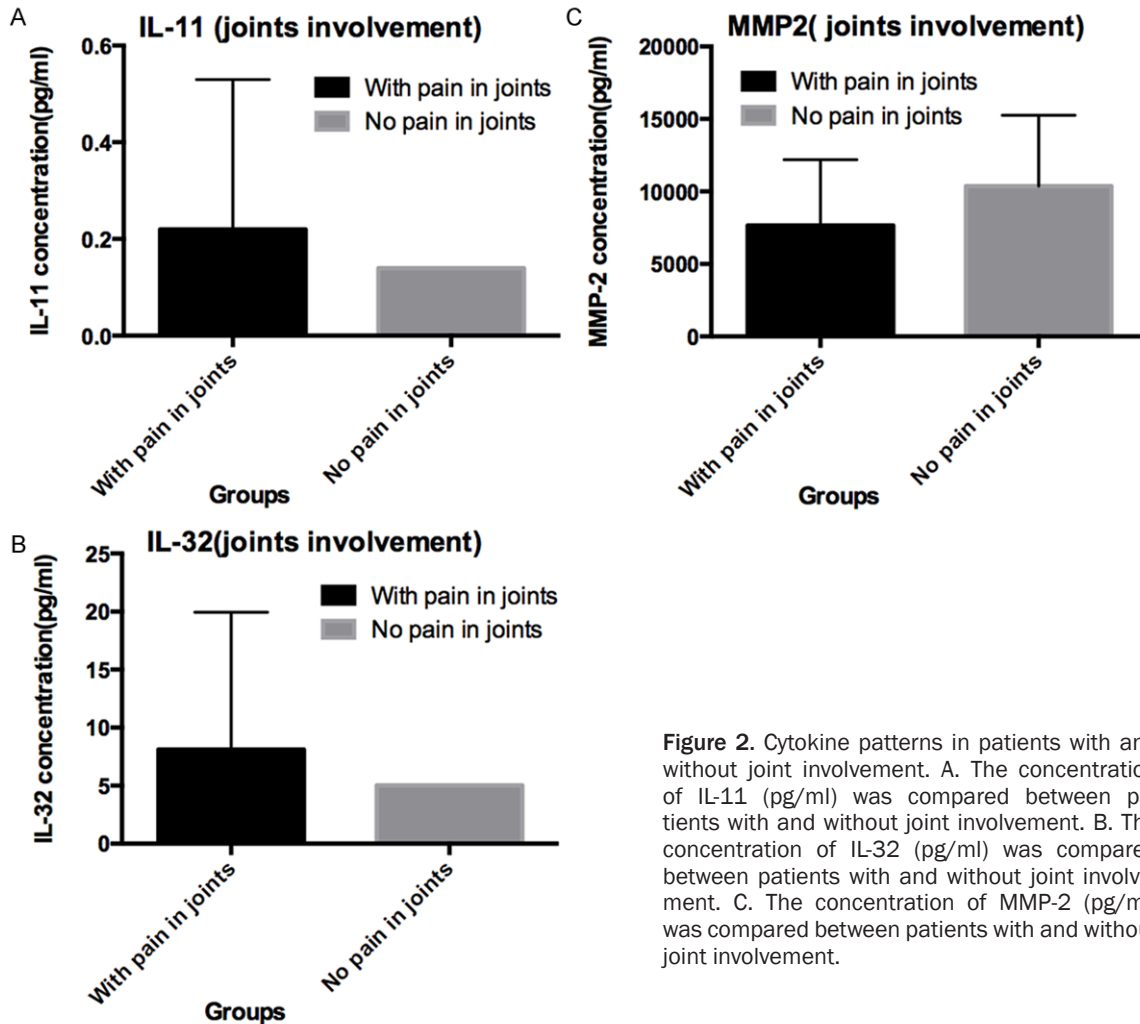 A
IL-11 (joints involvement)
IL-11 concentration(pg/ml)
0.6
0.4
0.2
0.0
With pain in joints
No pain in joints
With pain in joints
No pain in joints
Groups
B
IL-32(joints involvement)
IL-32 concentration(pg/ml)
25
20
15
10
5
0
With pain in joints
No pain in joints
With pain in joints
No pain in joints
Groups
C
MMP2( joints involvement)
MMP-2 concentration(pg/ml)
20000
15000
10000
5000
0
With pain in joints
No pain in joints
With pain in joints
No pain in joints
Groups
Figure 2. Cytokine patterns in patients with an
without joint involvement. A. The concentration
of IL-11 (pg/ml) was compared between p
tients with and without joint involvement. B. Th
concentration of IL-32 (pg/ml) was compare
between patients with and without joint involv
ment. C. The concentration of MMP-2 (pg/m
was compared between patients with and withou
joint involvement.